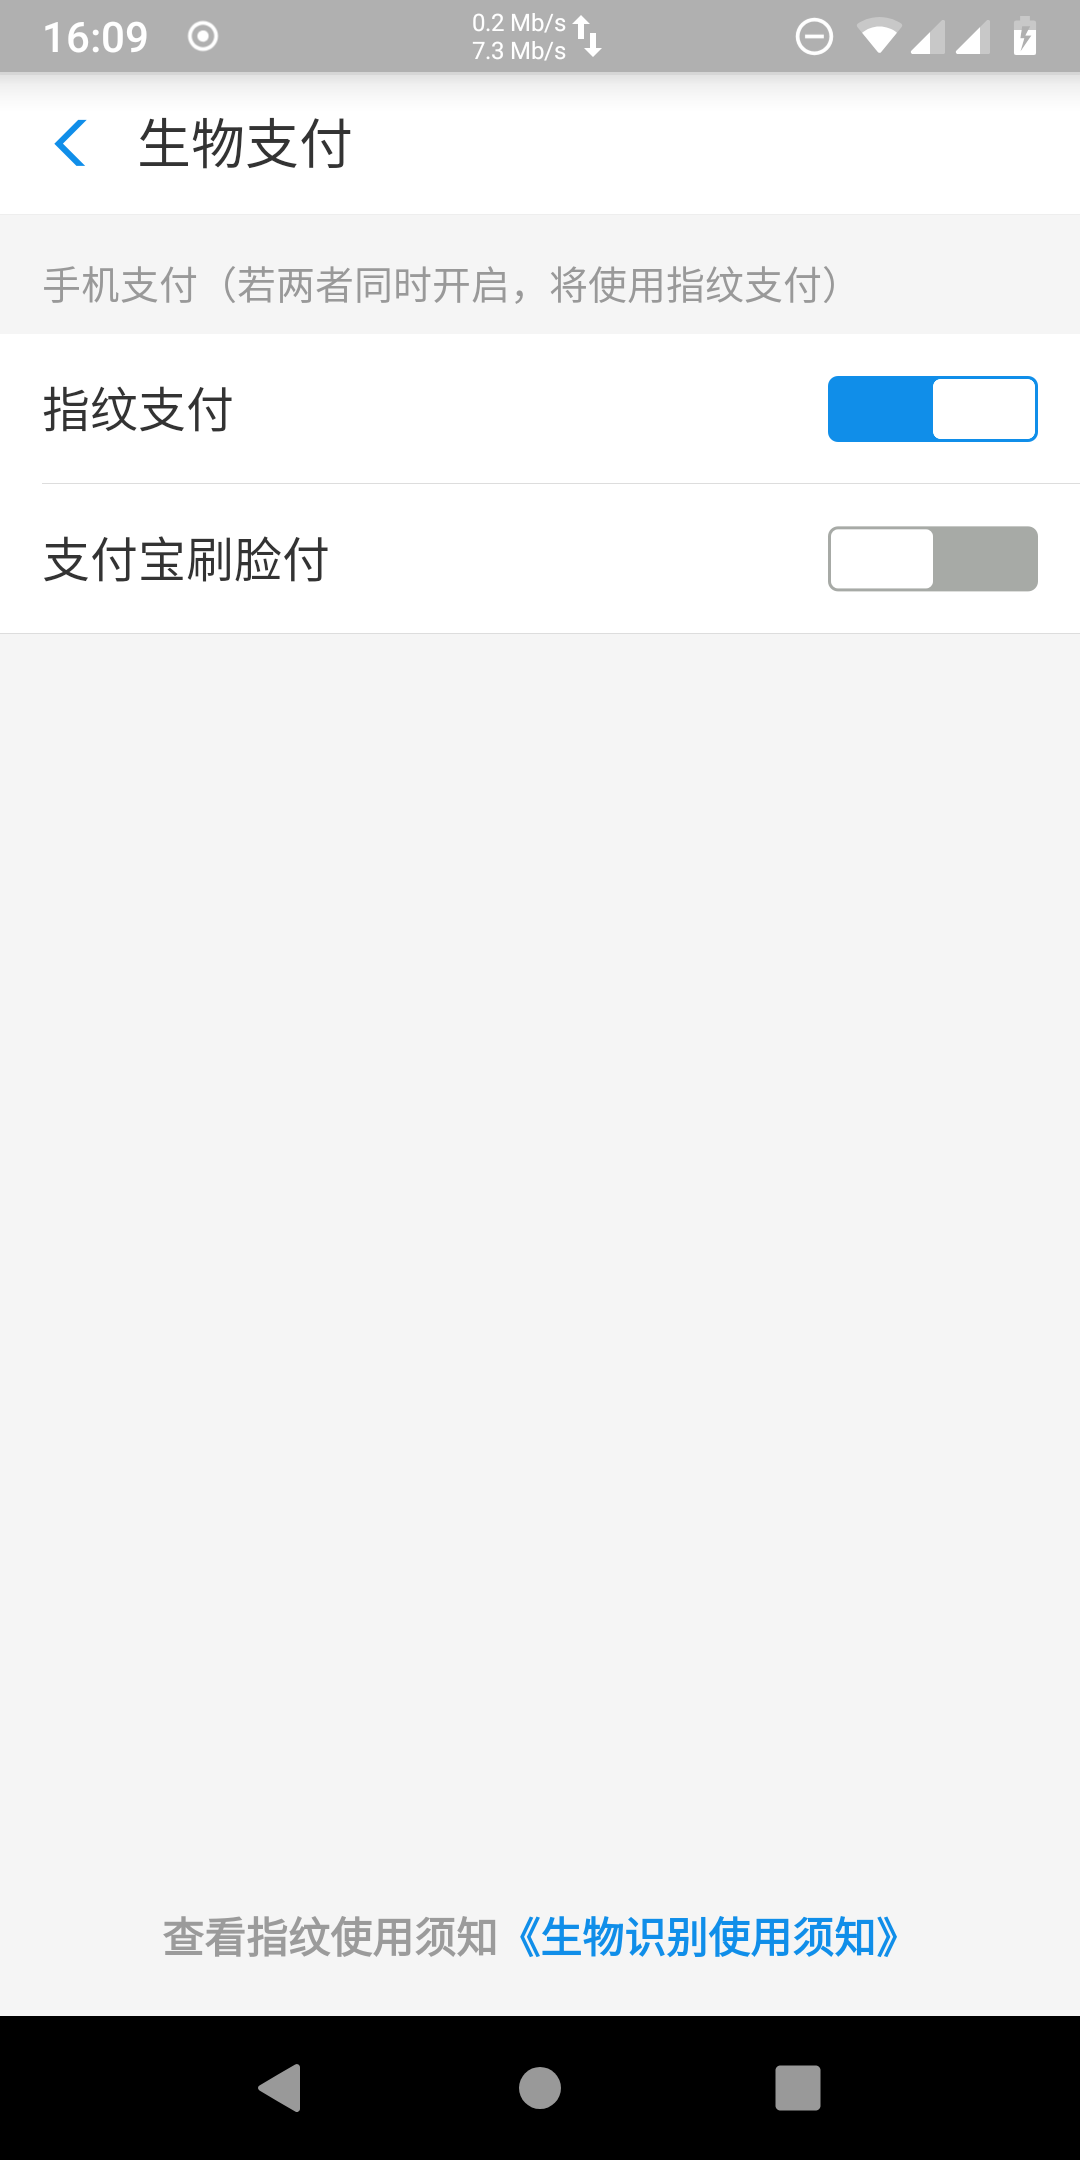 16:09
0.2 Mb/s
7.3 Mb/s
生物支付
手机支付（若两者同时开启，将使用指纹支付）
指纹支付
支付宝刷脸付
查看指纹使用须知《生物识别使用须知》